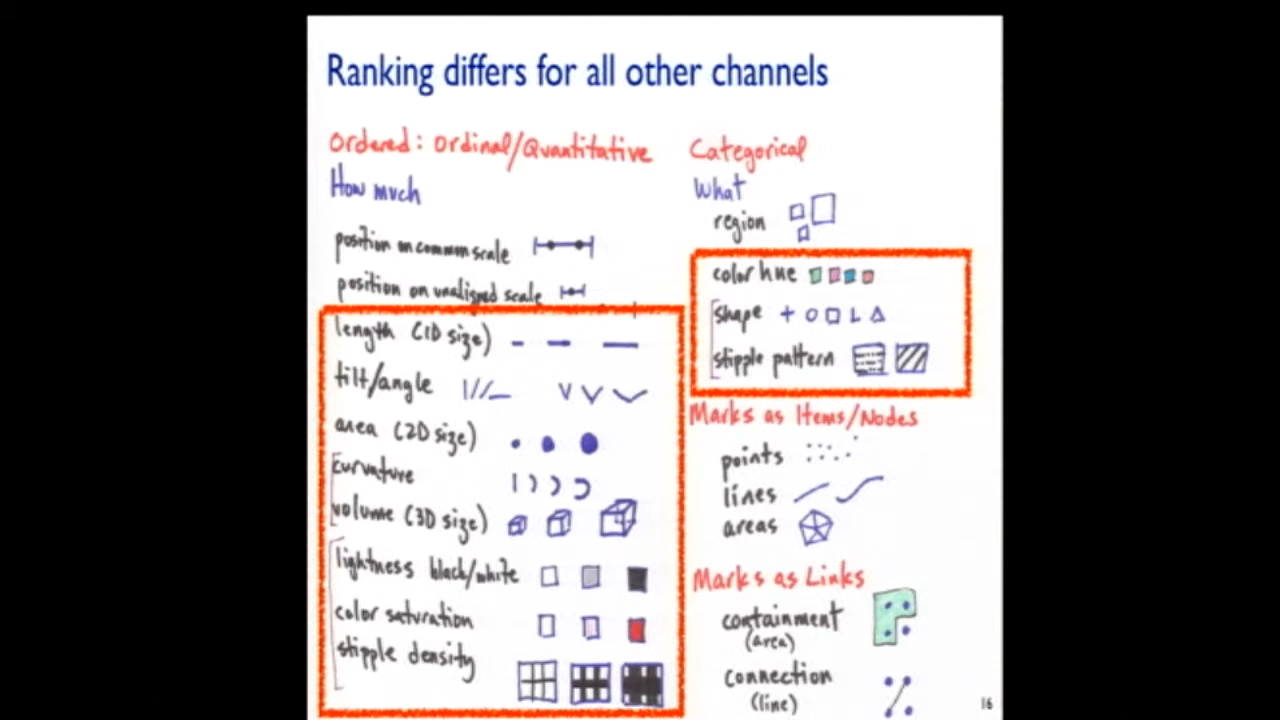 Ranking differs for all other channels
Ordered: Ordinal/Quantitative
How much
position on common scale
position on unaligned scale
length (1D size)
tilt/angle
area (2D size)
curvature
volume (3D size)
lightness black/white
color saturation
stipple density
Categorical
What
region
color hue
shape
stipple pattern
Marks as Items/Nodes
points
lines
areas
Marks as Links
containment
(area)
connection
(line)
16